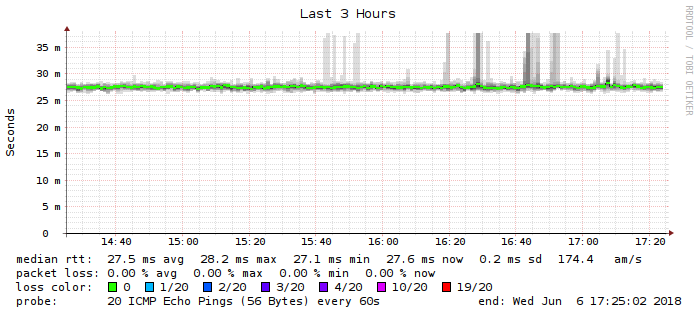 Last 3 Hours
RRDTOOL / TOBI OETIKER
Seconds
35 m
30 m
25 m
20 m
15 m
10 m
5 m
0
14:40 15:00 15:20 15:40 16:00 16:20 16:40 17:00 17:20
median rtt: 27.5 ms avg 28.2 ms max 27.1 ms min 27.6 ms now 0.2 ms sd 174.4 am/s
packet loss: 0.00 % avg 0.00 % max 0.00 % min 0.00 % now
loss color: 0 1/20 2/20 3/20 4/20 10/20 19/20
probe: 20 ICMP Echo Pings (56 Bytes) every 60s end: Wed Jun 6 17:25:02 2018